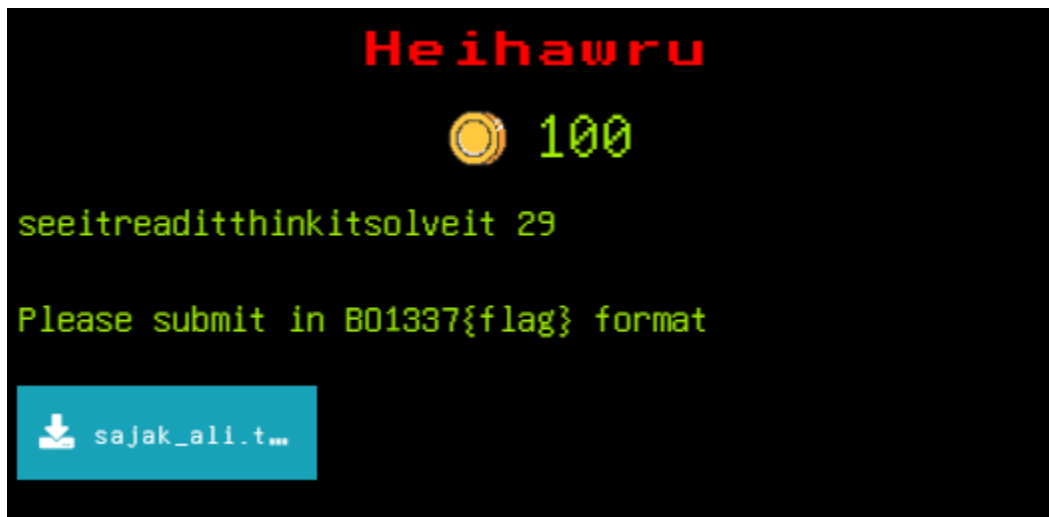 Heihawru
100
seeitreaditthinkitsolveit 29
Please submit in BO1337{flag} format
sajak_ali.t…